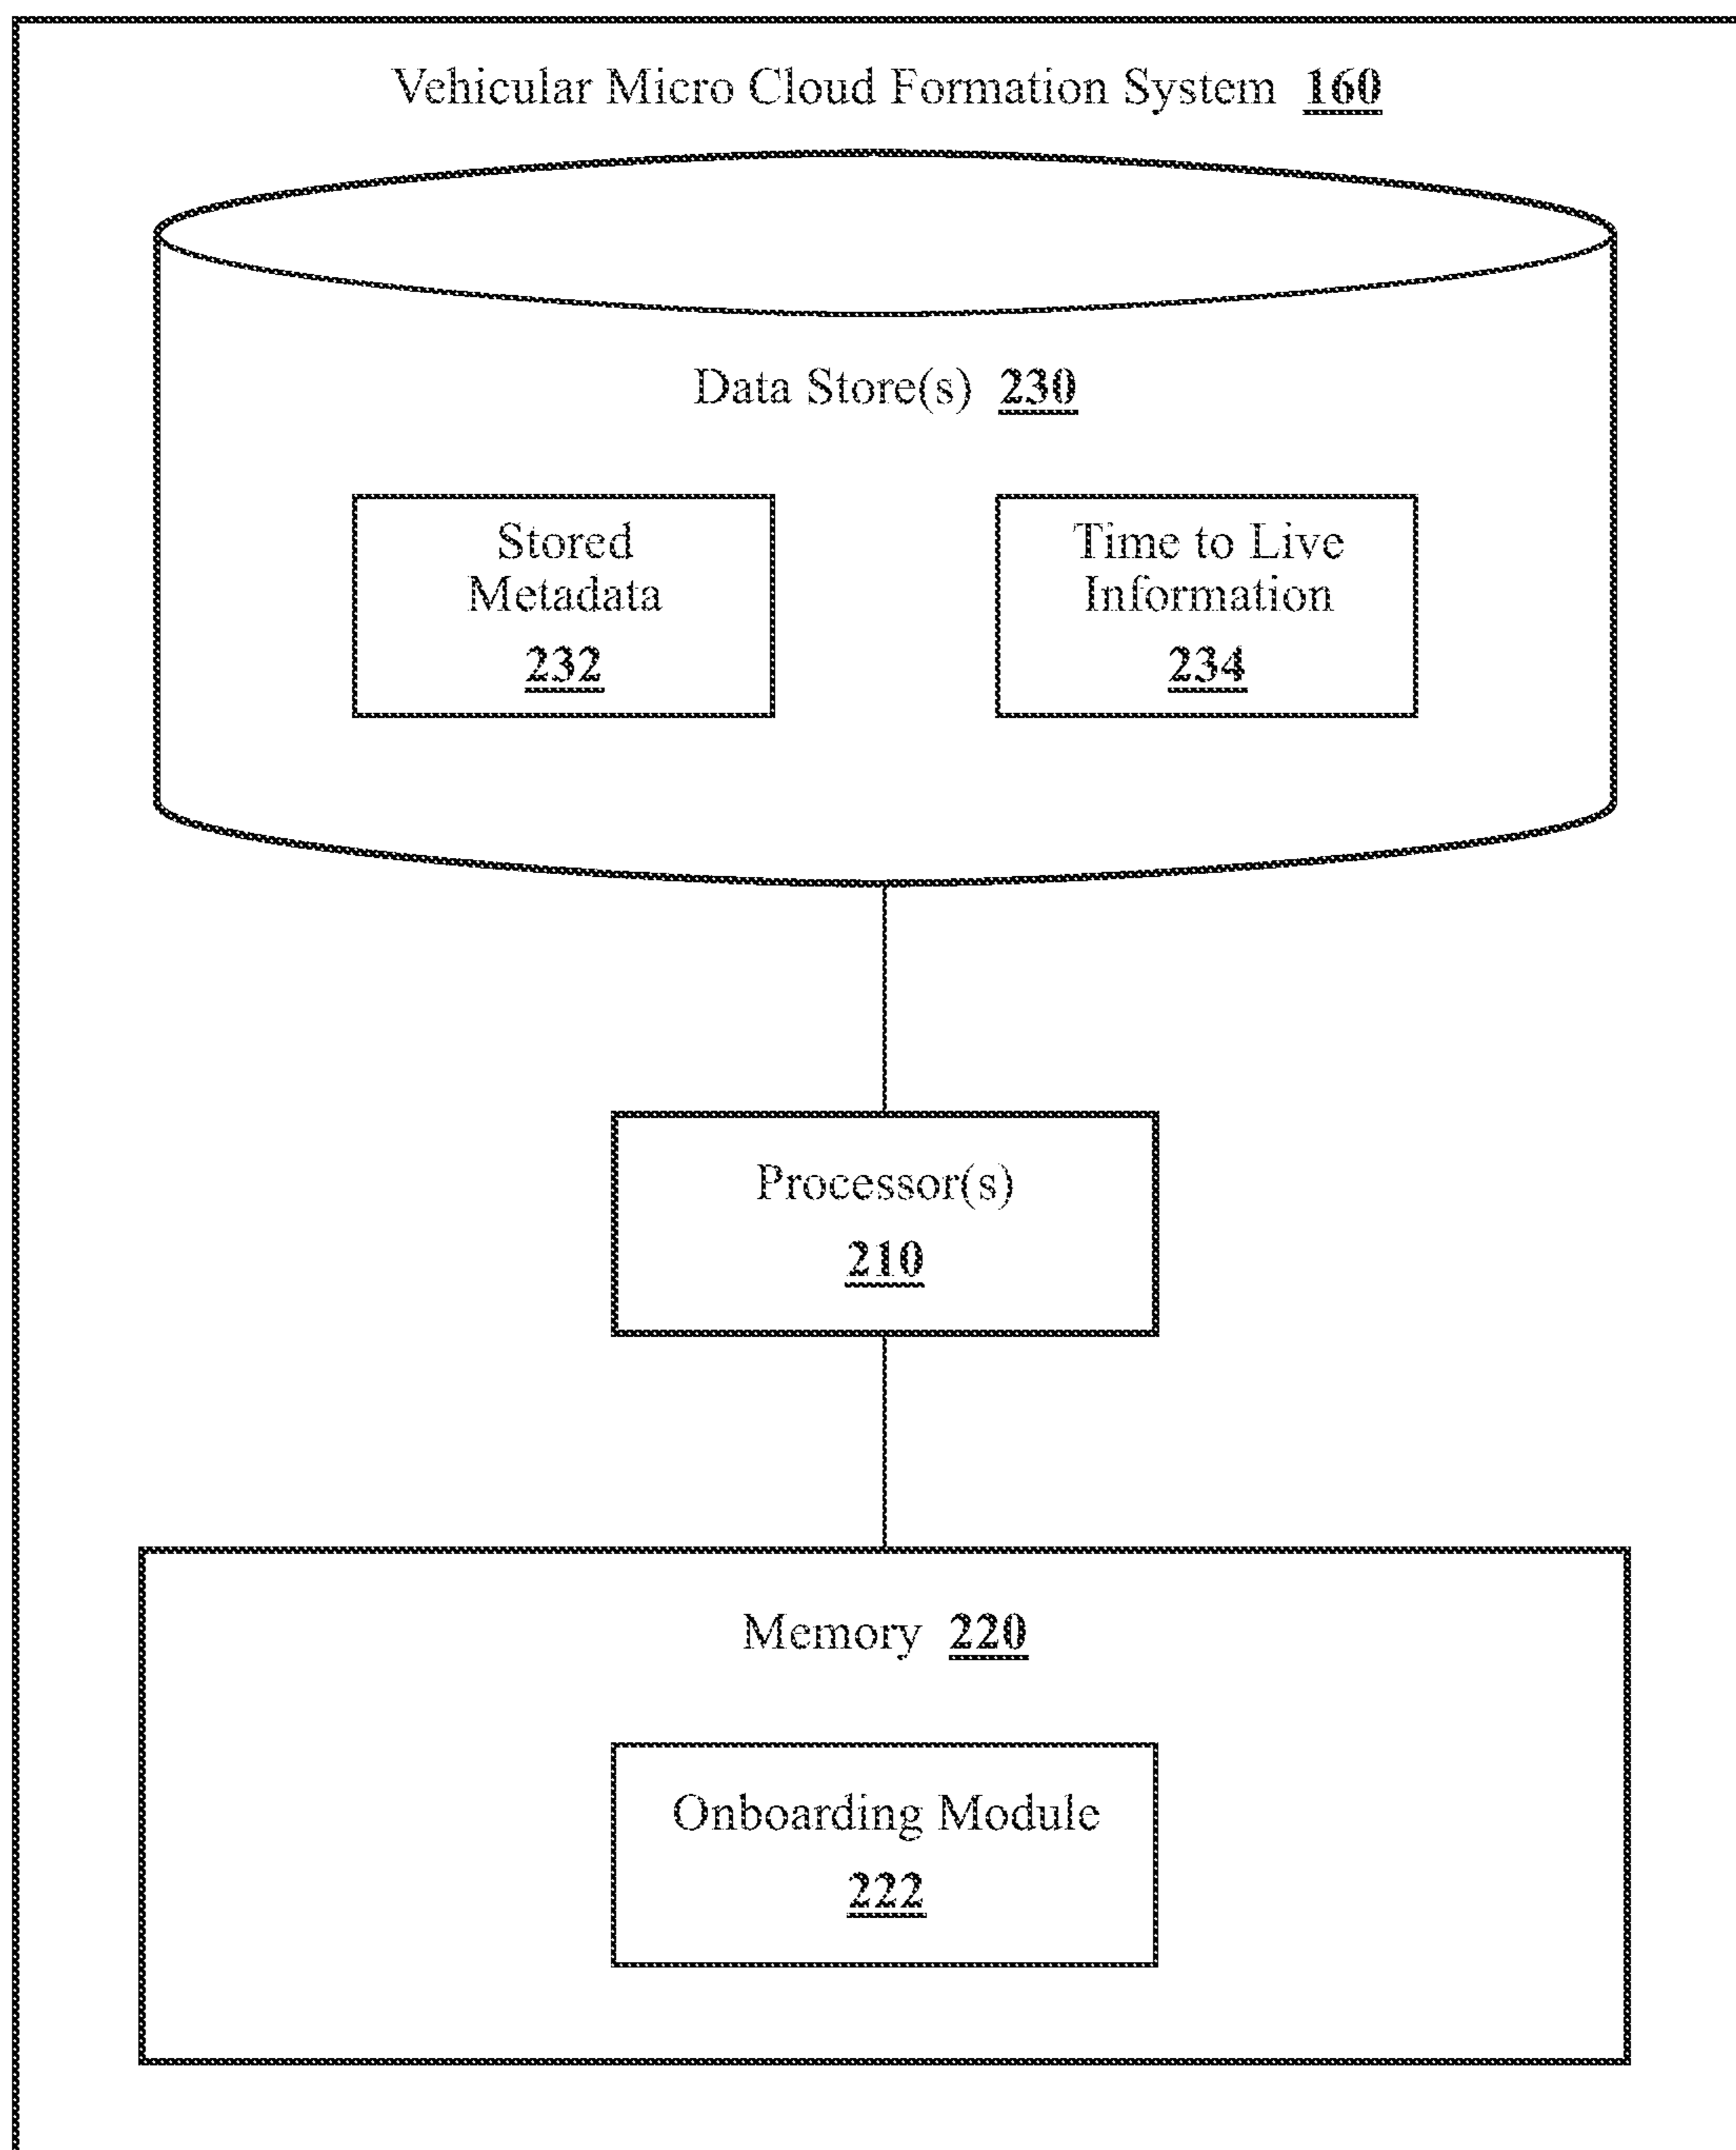 Vehicular Micro Cloud Formation System 160
Data Store(s) 230
Stored
Metadata
232
Time to Live
Information
234
Processor(s)
210
Memory 220
Onboarding Module
222